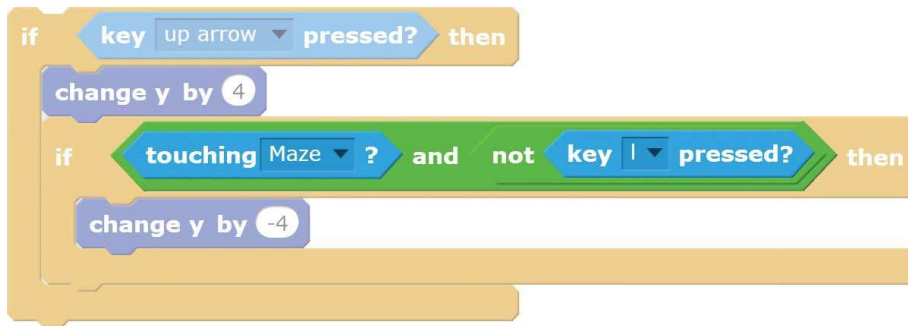 if key up arrow pressed? then
change y by 4
if touching Maze ? and not key l pressed? then
change y by -4